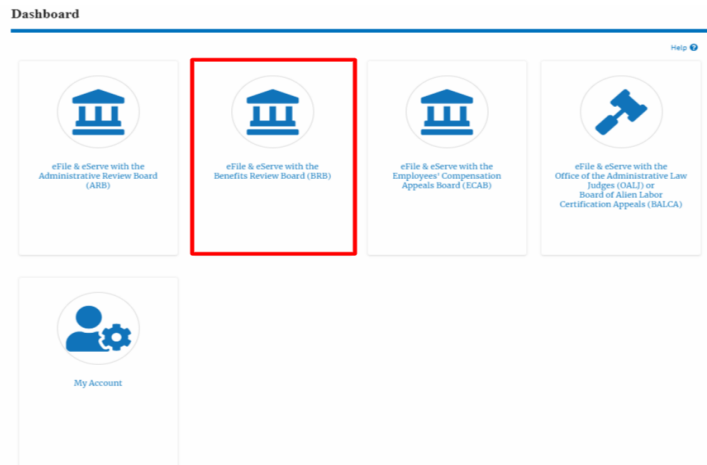 Dashboard
Help
eFile & eServe with the
Administrative Review Board
(ARB)
eFile & eServe with the
Benefits Review Board (BRB)
eFile & eServe with the
Employees' Compensation
Appeals Board (ECAB)
eFile & eServe with the
Office of the Administrative Law
Judges (OALJ) or
Board of Alien Labor
Certification Appeals (BALCA)
My Account